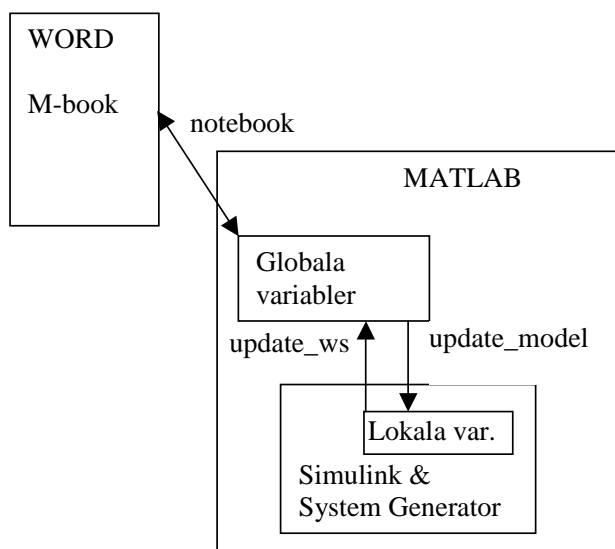 WORD
M-book
notebook
MATLAB
Globala
variabler
update_ws
update_model
Lokala var.
Simulink &
System Generator